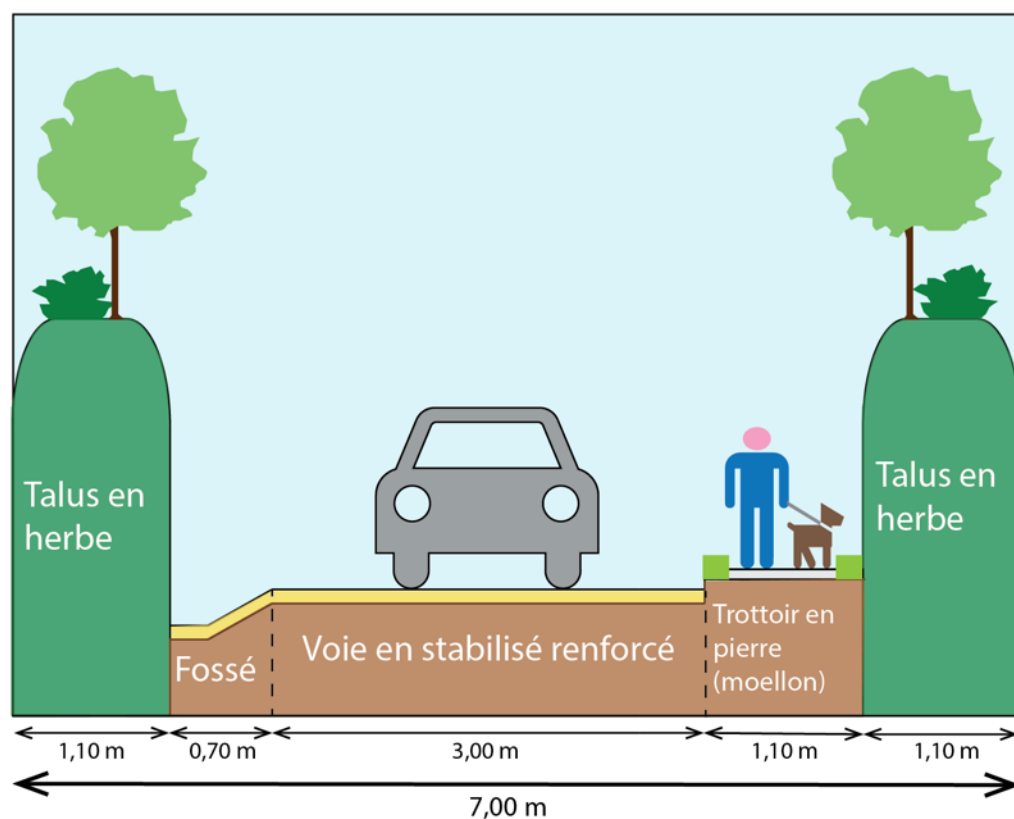 Talus en
herbe
Fossé
Voie en stabilisé renforcé
Trottoir en
pierre
(moellon)
Talus en
herbe
1,10 m
0,70 m
3,00 m
1,10 m
1,10 m
7,00 m